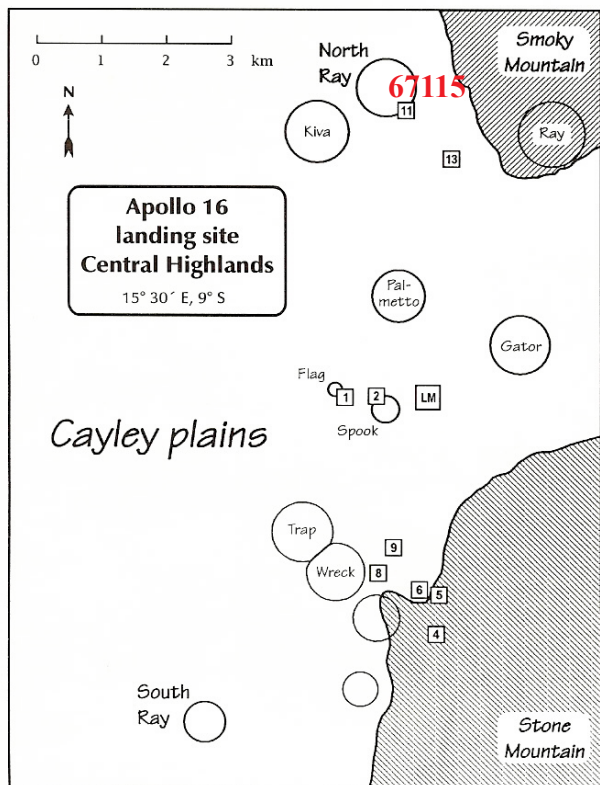 North
Ray
67115
Smoky
Mountain
0 1 2 3 km
N
11
Kiva
Ray
13
Apollo 16
landing site
Central Highlands
15° 30´ E, 9° S
Pal-
metto
Gator
Flag
1
2
LM
Spook
Cayley plains
Trap
9
Wreck
8
6
5
4
South
Ray
Stone
Mountain